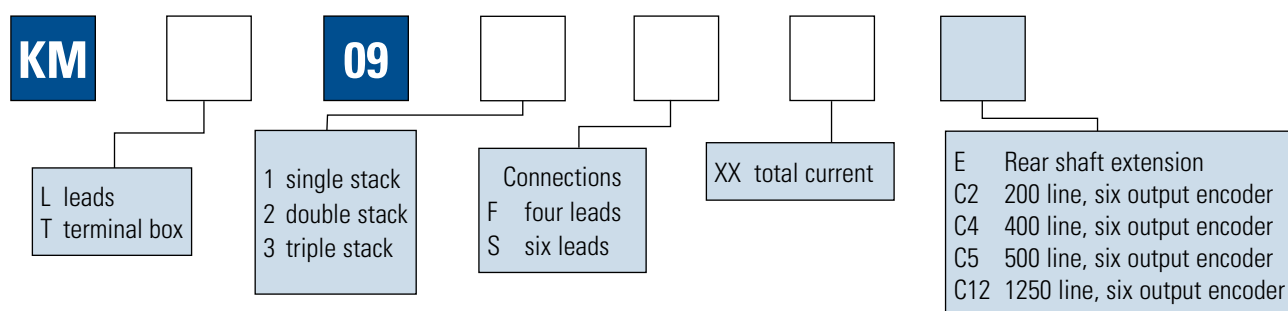 KM
09
L leads
T terminal box
1 single stack
2 double stack
3 triple stack
Connections
F four leads
S six leads
XX total current
E Rear shaft extension
C2 200 line, six output encoder
C4 400 line, six output encoder
C5 500 line, six output encoder
C12 1250 line, six output encoder